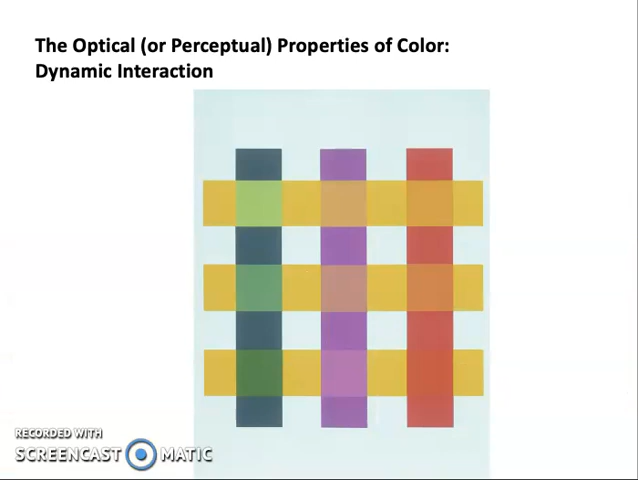 The Optical (or Perceptual) Properties of Color:
Dynamic Interaction
RECORDED WITH
SCREENCAST MATIC